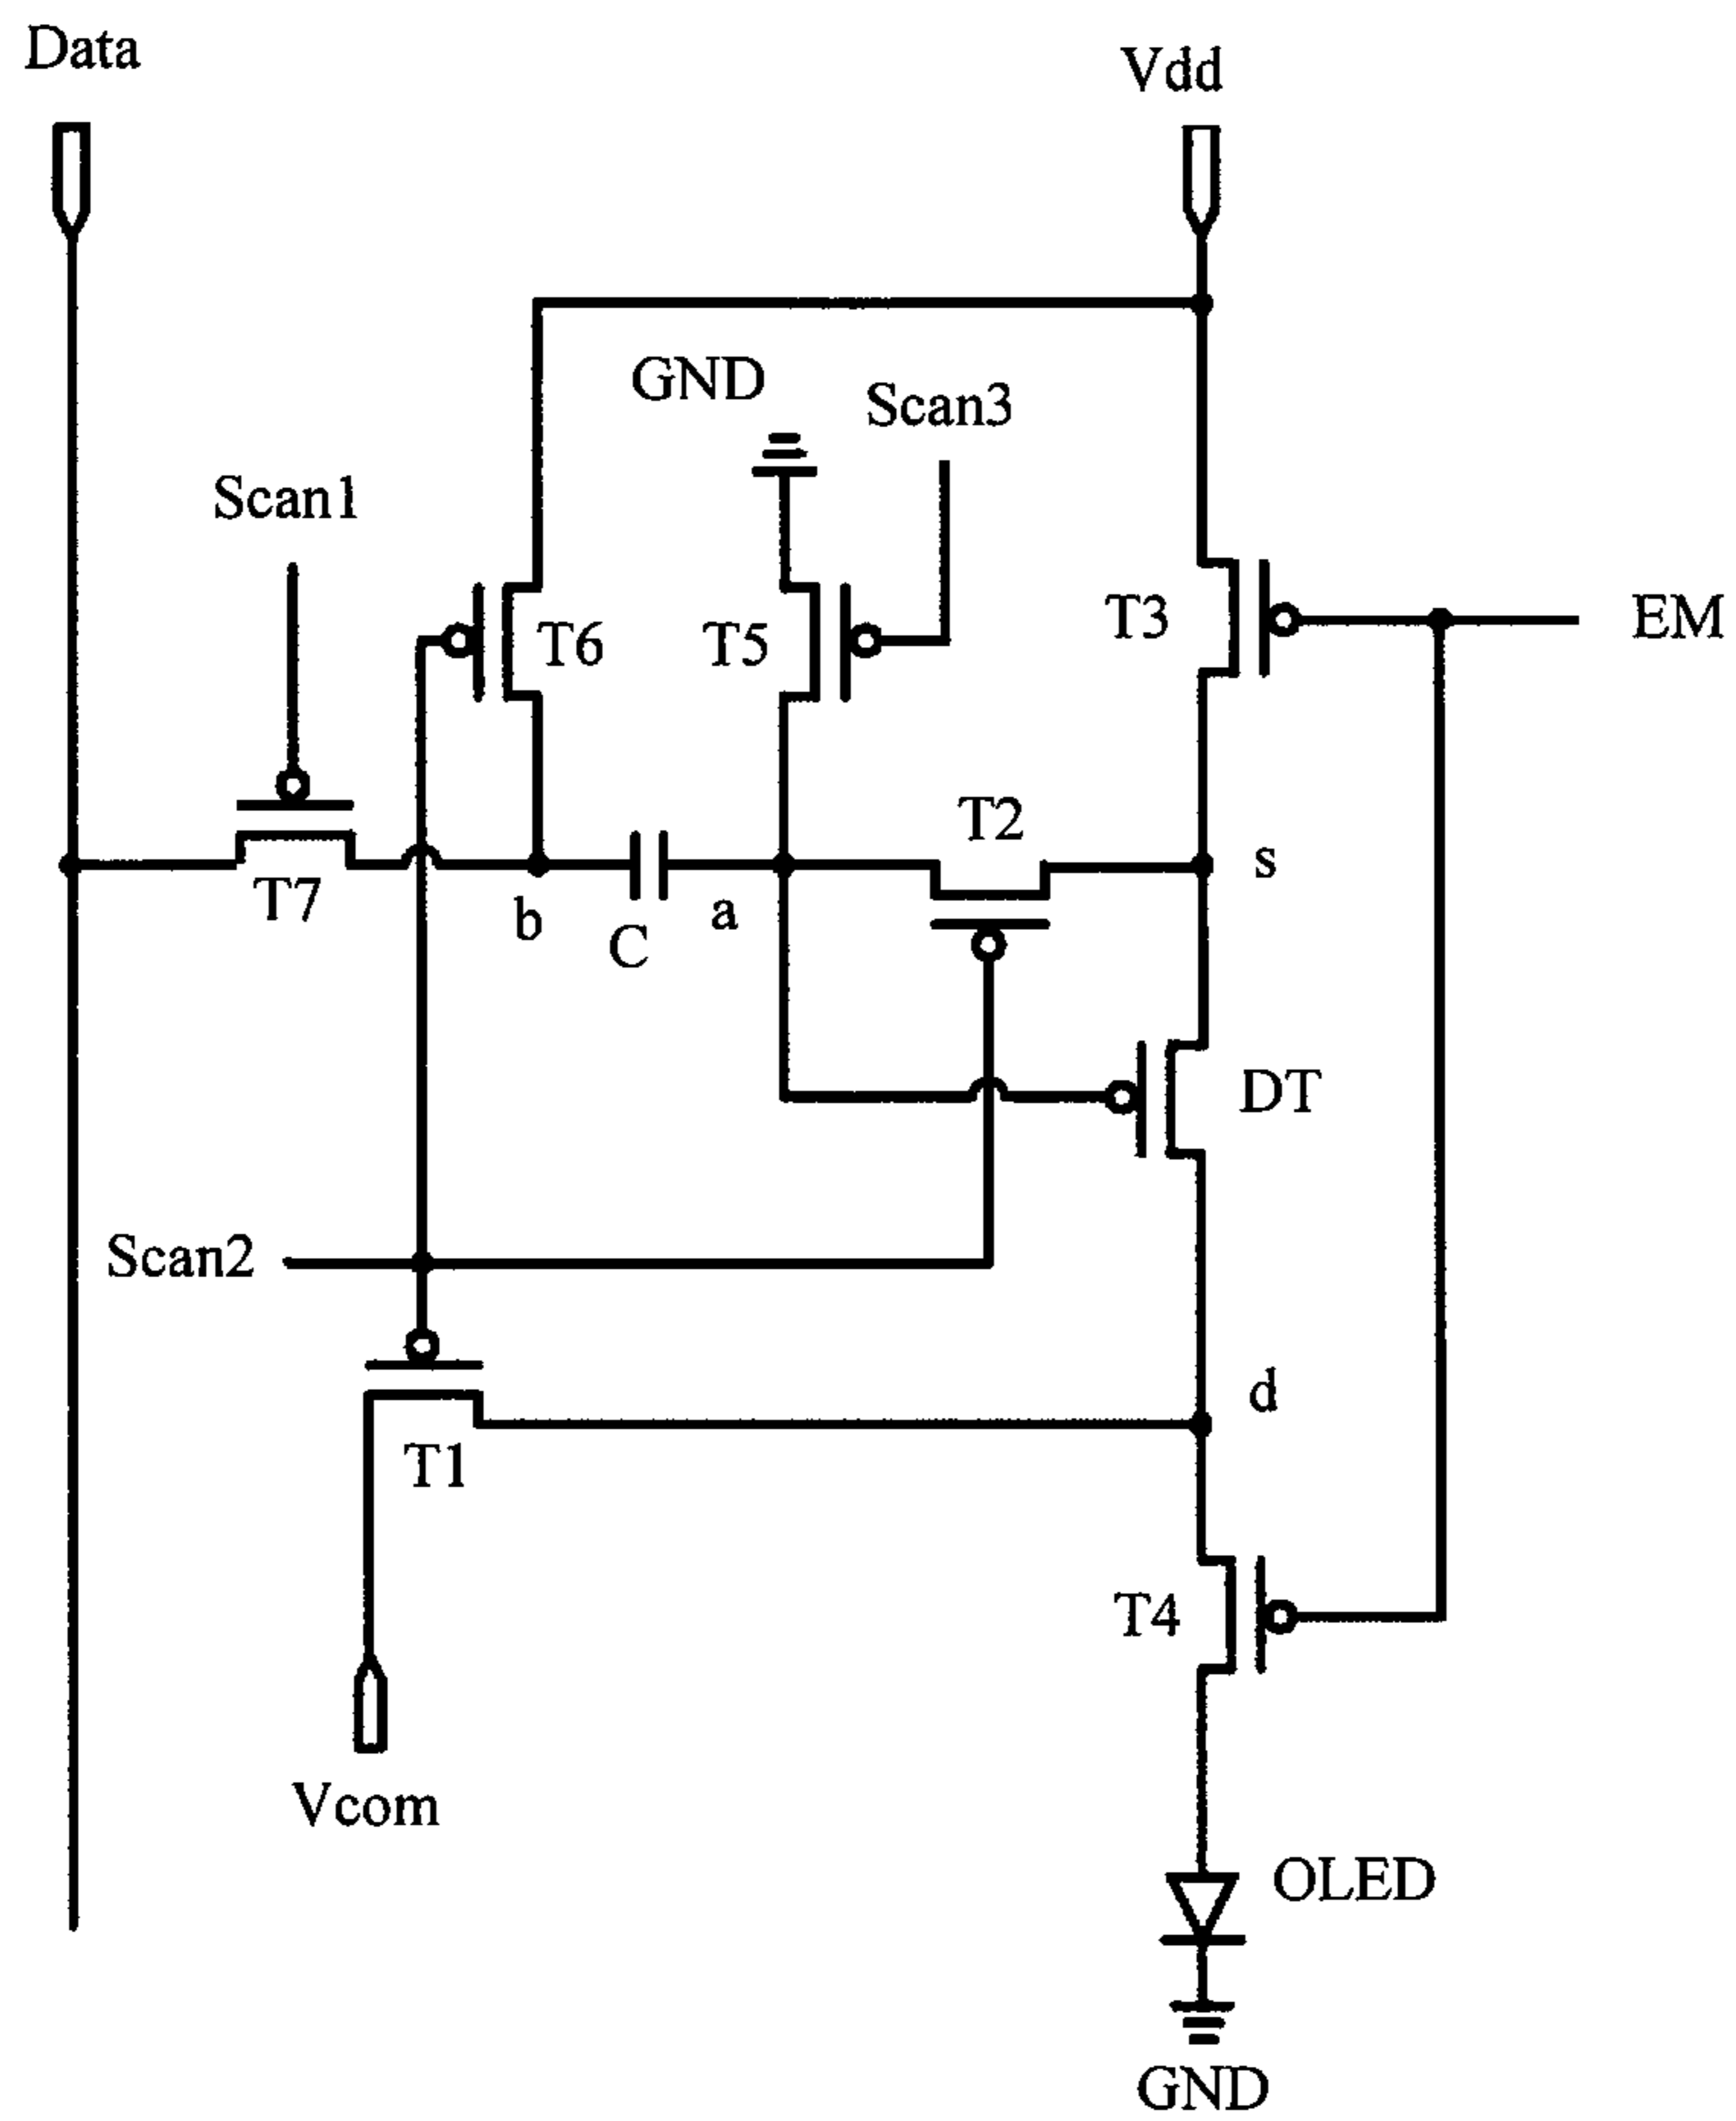 Data
Vdd
GND
Scan3
Scan1
T6
T5
T3
EM
T2
s
T7
b
a
C
DT
Scan2
d
T1
T4
Vcom
OLED
GND